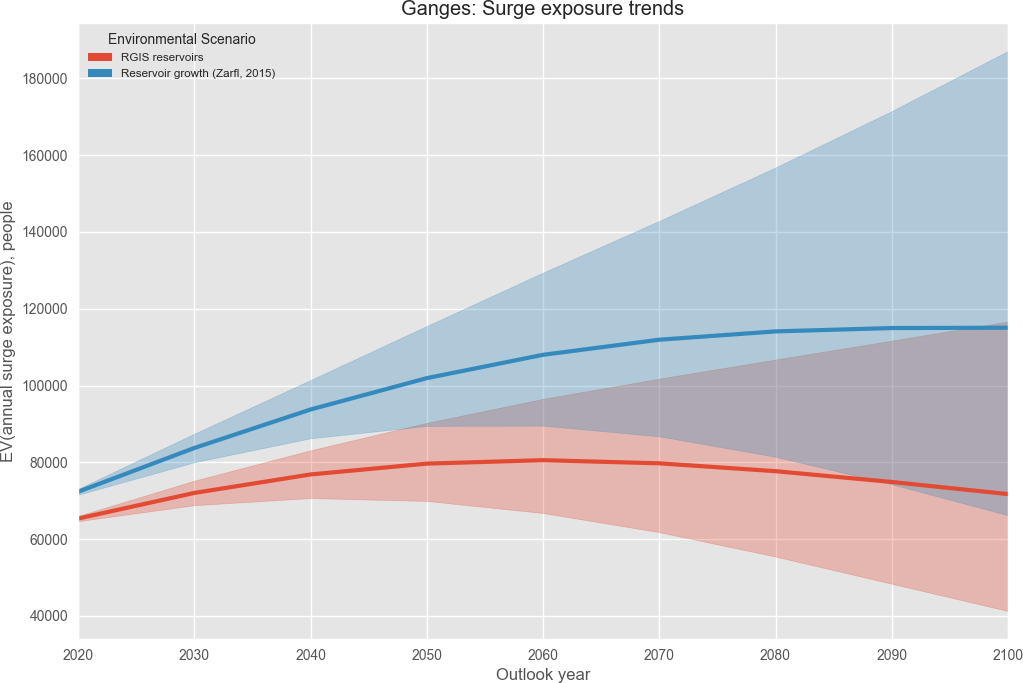 Ganges: Surge exposure trends
Environmental Scenario
RGIS reservoirs
Reservoir growth (Zarfl, 2015)
EV(annual surge exposure), people
180000
160000
140000
120000
100000
80000
60000
40000
2020 2030 2040 2050 2060 2070 2080 2090 2100
Outlook year